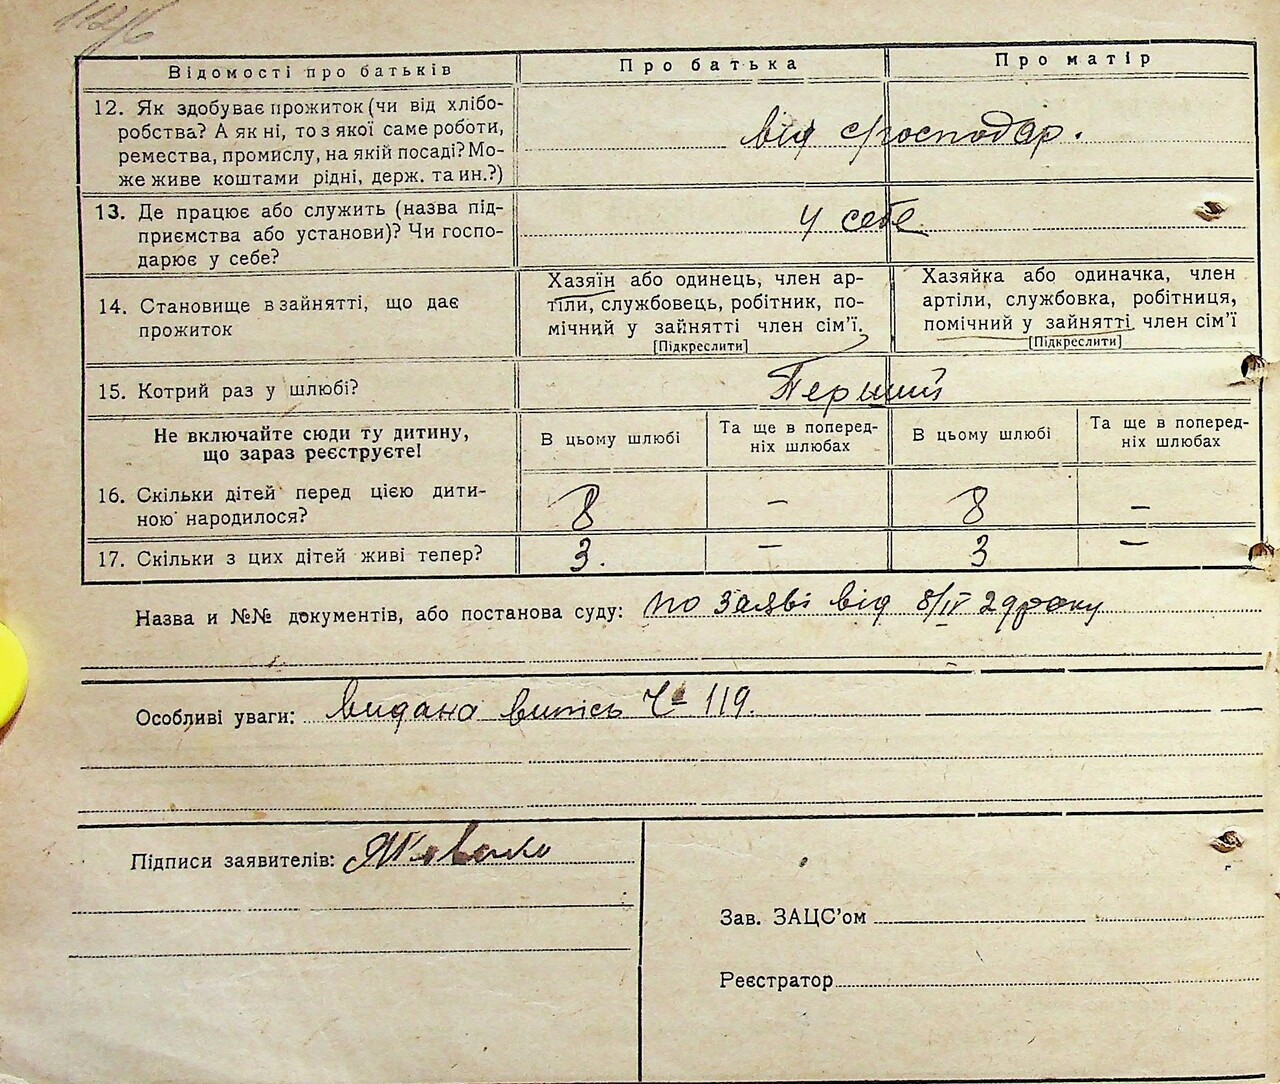 Відомості про батьків
Про батька
Про матір
12. Як здобуває прожиток (чи від хлібо-
робства? А як ні, то з якої саме роботи,
ремества, промислу, на якій посаді? Мо-
же живе коштами рідні, держ. та ин.?)
від с/господар.
13. Де працює або служить (назва під-
приємства або установи)? Чи госпо-
дарює у себе?
у себе
14. Становище в зайнятті, що дає
прожиток
Хазяїн або одинець, член ар-
тіли, службовець, робітник, по-
мічний у зайнятті член сім'ї.
[Підкреслити]
Хазяйка або одиначка, член
артіли, службовка, робітниця,
помічний у зайнятті член сім'ї
[Підкреслити]
15. Котрий раз у шлюбі?
Перший
Не включайте сюди ту дитину,
що зараз реєструєте!
В цьому шлюбі
Та ще в поперед-
ніх шлюбах
В цьому шлюбі
Та ще в поперед-
ніх шлюбах
16. Скільки дітей перед цією дити-
ною народилося?
8 – 8 –
17. Скільки з цих дітей живі тепер?
3. – 3 –
Назва и №№ документів, або постанова суду: по заяві від 8/IV 29 року
Особливі уваги: видана випись Ч 119.
Підписи заявителів:
Зав. ЗАЦС'ом
Реєстратор